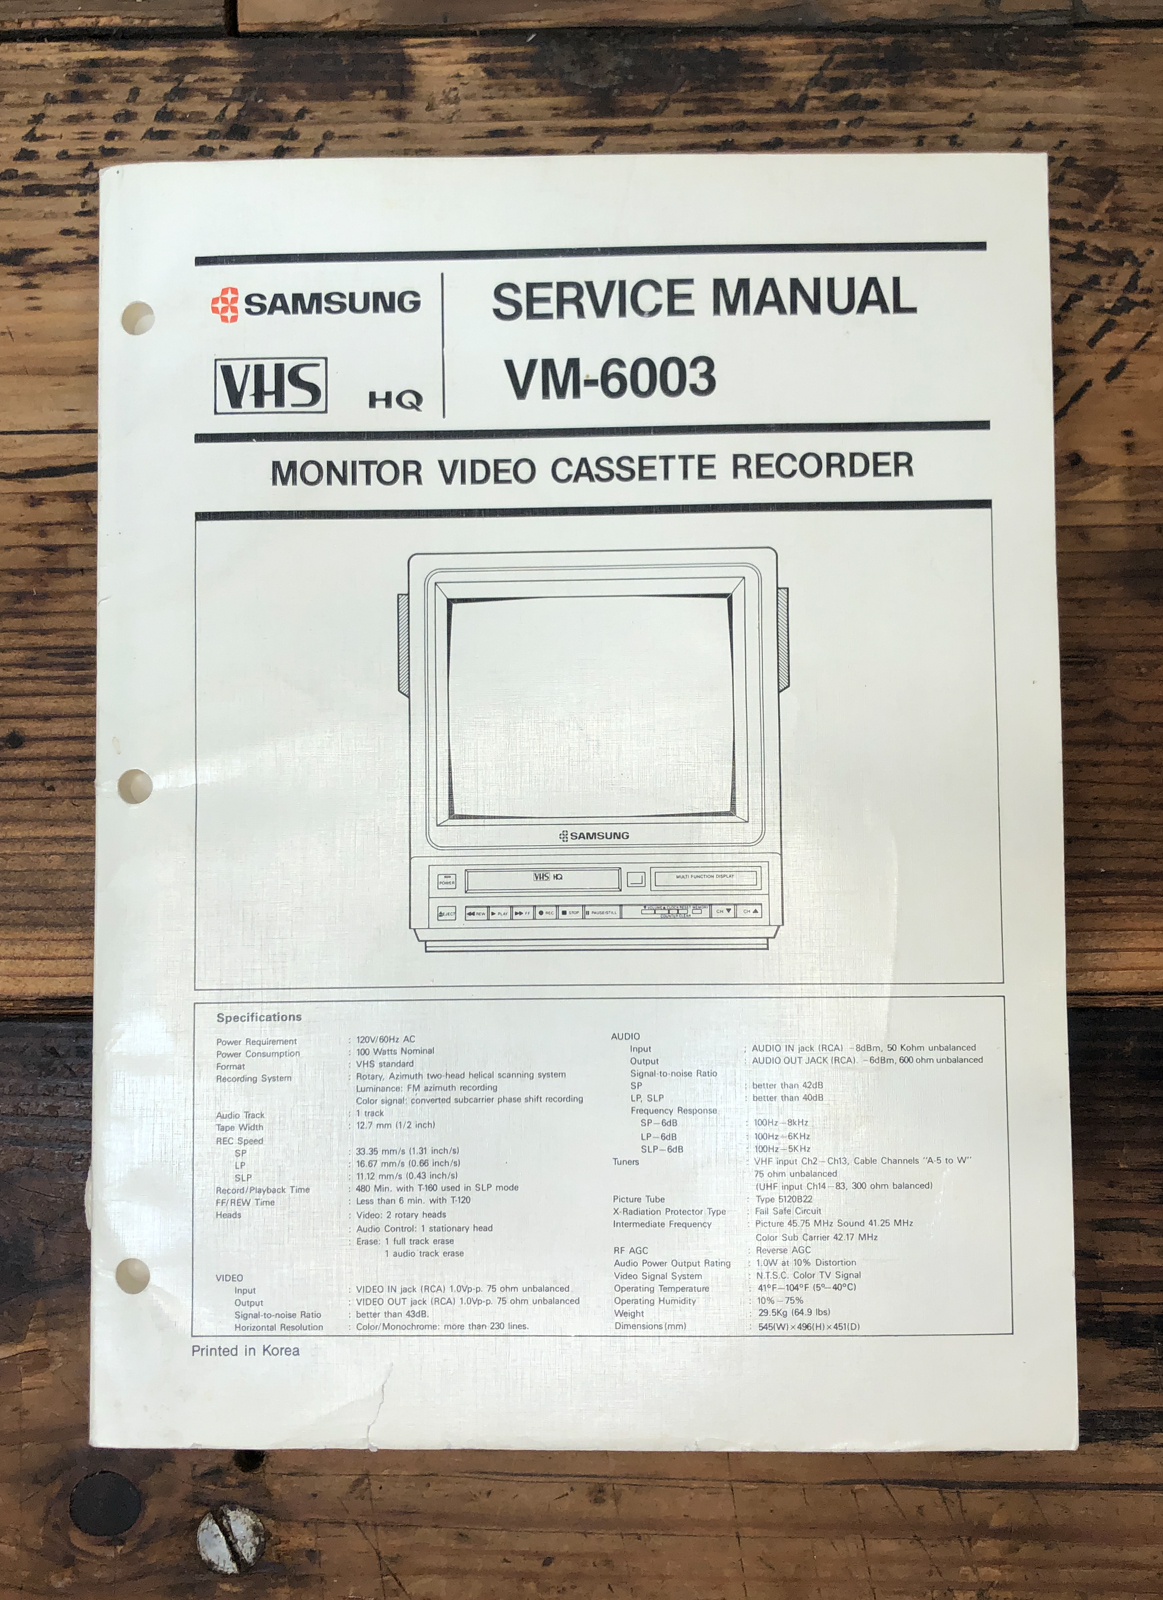 SAMSUNG
SERVICE MANUAL
VHS HQ
VM-6003
MONITOR VIDEO CASSETTE RECORDER
SAMSUNG
POWER
VHS HQ
MULTI FUNCTION DISPLAY
EJECT
REW
PLAY
FF
REC
STOP
PAUSE/STILL
CH ▼
CH ▲
Specifications
Power Requirement : 120V/60Hz AC
Power Consumption : 100 Watts Nominal
Format : VHS standard
Recording System : Rotary, Azimuth two-head helical scanning system
Luminance: FM azimuth recording
Color signal: converted subcarrier phase shift recording
Audio Track : 1 track
Tape Width : 12.7 mm (1/2 inch)
REC Speed
SP : 33.35 mm/s (1.31 inch/s)
LP : 16.67 mm/s (0.66 inch/s)
SLP : 11.12 mm/s (0.43 inch/s)
Record/Playback Time : 480 Min. with T-160 used in SLP mode
FF/REW Time : Less than 6 min. with T-120
Heads : Video: 2 rotary heads
: Audio Control: 1 stationary head
: Erase: 1 full track erase
1 audio track erase
VIDEO
Input : VIDEO IN jack (RCA) 1.0Vp-p. 75 ohm unbalanced
Output : VIDEO OUT jack (RCA) 1.0Vp-p. 75 ohm unbalanced
Signal-to-noise Ratio : better than 43dB.
Horizontal Resolution : Color/Monochrome: more than 230 lines.
AUDIO
Input : AUDIO IN jack (RCA) -8dBm, 50 Kohm unbalanced
Output : AUDIO OUT JACK (RCA). -6dBm, 600 ohm unbalanced
Signal-to-noise Ratio
SP : better than 42dB
LP, SLP : better than 40dB
Frequency Response
SP-6dB : 100Hz-8kHz
LP-6dB : 100Hz-6KHz
SLP-6dB : 100Hz-5KHz
Tuners : VHF input Ch2-Ch13, Cable Channels "A-5 to W"
75 ohm unbalanced
(UHF input Ch14-83, 300 ohm balanced)
Picture Tube : Type 510B22
X-Radiation Protector Type : Fail Safe Circuit
Intermediate Frequency : Picture 45.75 MHz Sound 41.25 MHz
Color Sub Carrier 42.17 MHz
RF AGC : Reverse AGC
Audio Power Output Rating : 1.0W at 10% Distortion
Video Signal System : N.T.S.C. Color TV Signal
Operating Temperature : 41°F-104°F (5°-40°C)
Operating Humidity : 10%-75%
Weight : 29.5Kg (64.9 lbs)
Dimensions (mm) : 545(W)×496(H)×451(D)
Printed in Korea